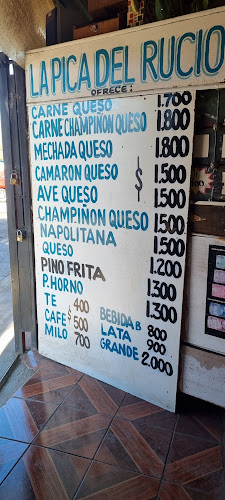 LA PICA DEL RUCIO
OFRECE:
CARNE QUESO 1.700
CARNE CHAMPIÑON QUESO 1.800
MECHADA QUESO 1.800
CAMARON QUESO $ 1.500
AVE QUESO 1.500
CHAMPIÑON QUESO 1.500
NAPOLITANA 1.500
QUESO 1.200
PINO FRITA 1.300
P. HORNO 1.300
TE 400 BEBIDA B 800
CAFE $ 500 LATA 900
MILO 700 GRANDE 2.000